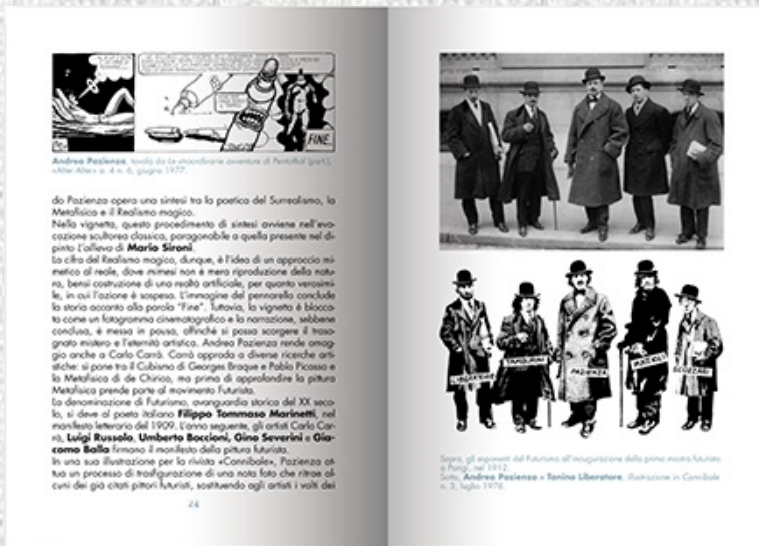 FINE.
Andrea Pazienza, tavola da Le straordinarie avventure di Pentothal (part.),
«Alter Alter» a. 4 n. 6, giugno 1977.
do Pazienza opera una sintesi tra la poetica del Surrealismo, la
Metafisica e il Realismo magico.
Nella vignetta, questo procedimento di sintesi avviene nell'evo-
cazione scultorea classica, paragonabile a quella presente nel di-
pinto L'allieva di Mario Sironi.
La cifra del Realismo magico, dunque, è l'idea di un approccio mi-
metico al reale, dove mimesi non è mera riproduzione della natu-
ra, bensì costruzione di una realtà artificiale, per quanto verosimi-
le, in cui l'azione è sospesa. L'immagine del pennarello conclude
la storia accanto alla parola "Fine". Tuttavia, la vignetta è blocca-
ta come un fotogramma cinematografico e la narrazione, sebbene
conclusa, è messa in pausa, affinché si possa scorgere il traso-
gnato mistero e l'eternità artistica. Andrea Pazienza rende omag-
gio anche a Carlo Carrà. Carrà approda a diverse ricerche arti-
stiche: si pone tra il Cubismo di Georges Braque e Pablo Picasso e
la Metafisica di de Chirico, ma prima di approfondire la pittura
Metafisica prende parte al movimento Futurista.
La denominazione di Futurismo, avanguardia storica del XX seco-
lo, si deve al poeta italiano Filippo Tommaso Marinetti, nel
manifesto letterario del 1909. L'anno seguente, gli artisti Carlo Car-
rà, Luigi Russolo, Umberto Boccioni, Gino Severini e Gia-
como Balla firmano il manifesto della pittura futurista.
In una sua illustrazione per la rivista «Cannibale», Pazienza at-
tua un processo di trasfigurazione di una nota foto che ritrae al-
cuni dei già citati pittori futuristi, sostituendo agli artisti i volti dei
24
LIBERATORE
TAMBURINI
PAZIENZA
MATTIOLI
SCOZZARI
Sopra, gli esponenti del Futurismo all'inaugurazione della prima mostra futurista
a Parigi, nel 1912.
Sotto, Andrea Pazienza e Tanino Liberatore, illustrazione in Cannibale
n. 3, luglio 1978.